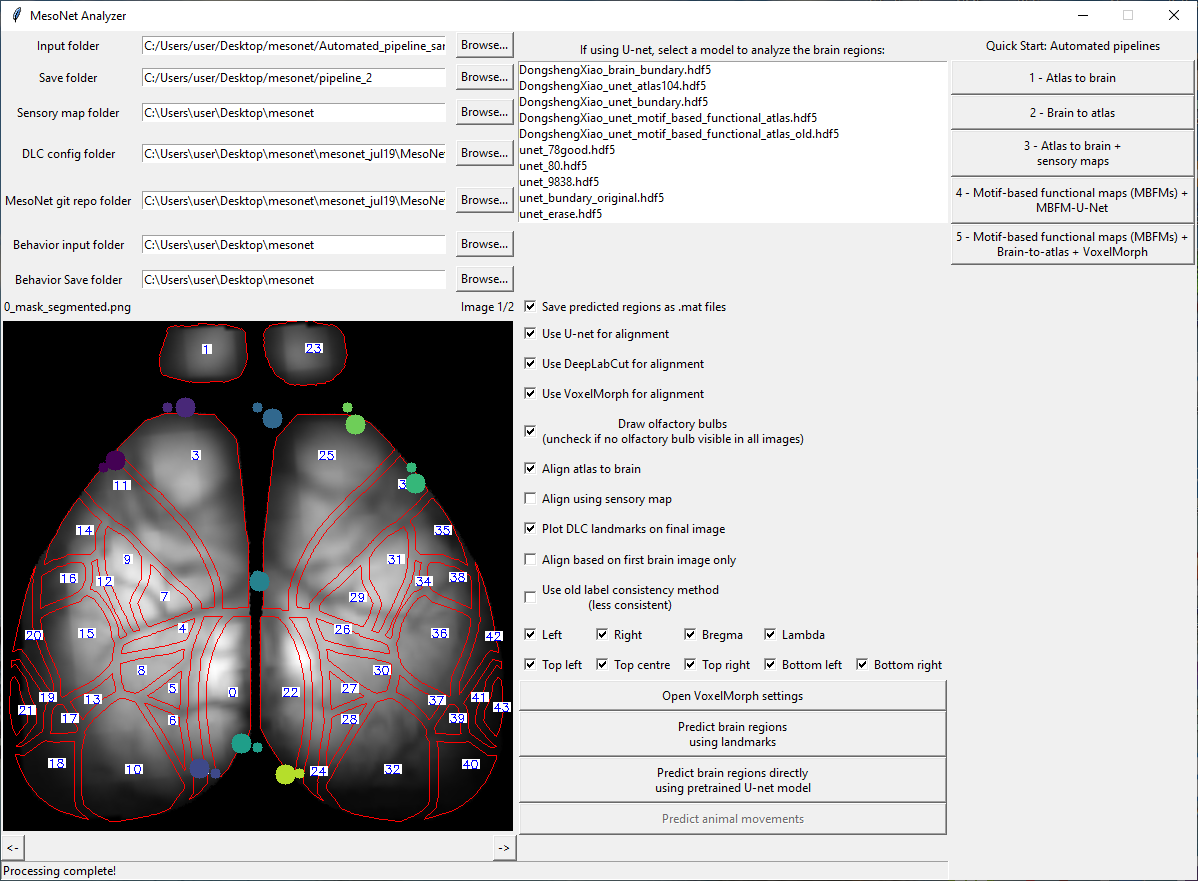 MesoNet Analyzer
Input folder
C:/Users/user/Desktop/mesonet/Automated_pipeline_sar
Browse...
Save folder
C:/Users/user/Desktop/mesonet/pipeline_2
Browse...
Sensory map folder
C:\Users\user\Desktop\mesonet
Browse...
DLC config folder
C:\Users\user\Desktop\mesonet\mesonet_jul19\MesoNe
Browse...
MesoNet git repo folder
C:\Users\user\Desktop\mesonet\mesonet_jul19\MesoNe
Browse...
Behavior input folder
C:\Users\user\Desktop\mesonet
Browse...
Behavior Save folder
C:\Users\user\Desktop\mesonet
Browse...
If using U-net, select a model to analyze the brain regions:
DongshengXiao_brain_bundary.hdf5
DongshengXiao_unet_atlas104.hdf5
DongshengXiao_unet_bundary.hdf5
DongshengXiao_unet_motif_based_functional_atlas.hdf5
DongshengXiao_unet_motif_based_functional_atlas_old.hdf5
unet_78good.hdf5
unet_80.hdf5
unet_9838.hdf5
unet_bundary_original.hdf5
unet_erase.hdf5
Quick Start: Automated pipelines
1 - Atlas to brain
2 - Brain to atlas
3 - Atlas to brain +
sensory maps
4 - Motif-based functional maps (MBFMs) +
MBFM-U-Net
5 - Motif-based functional maps (MBFMs) +
Brain-to-atlas + VoxelMorph
0_mask_segmented.png
Image 1/2
1
23
3
25
11
3
14
35
9
31
16
12
34
38
7
29
4
26
20
15
36
42
8
30
5
0
22
27
19
13
37
41
21
17
6
28
39
43
18
10
24
32
40
<-
->
Save predicted regions as .mat files
Use U-net for alignment
Use DeepLabCut for alignment
Use VoxelMorph for alignment
Draw olfactory bulbs
(uncheck if no olfactory bulb visible in all images)
Align atlas to brain
Align using sensory map
Plot DLC landmarks on final image
Align based on first brain image only
Use old label consistency method
(less consistent)
Left
Right
Bregma
Lambda
Top left
Top centre
Top right
Bottom left
Bottom right
Open VoxelMorph settings
Predict brain regions
using landmarks
Predict brain regions directly
using pretrained U-net model
Predict animal movements
Processing complete!